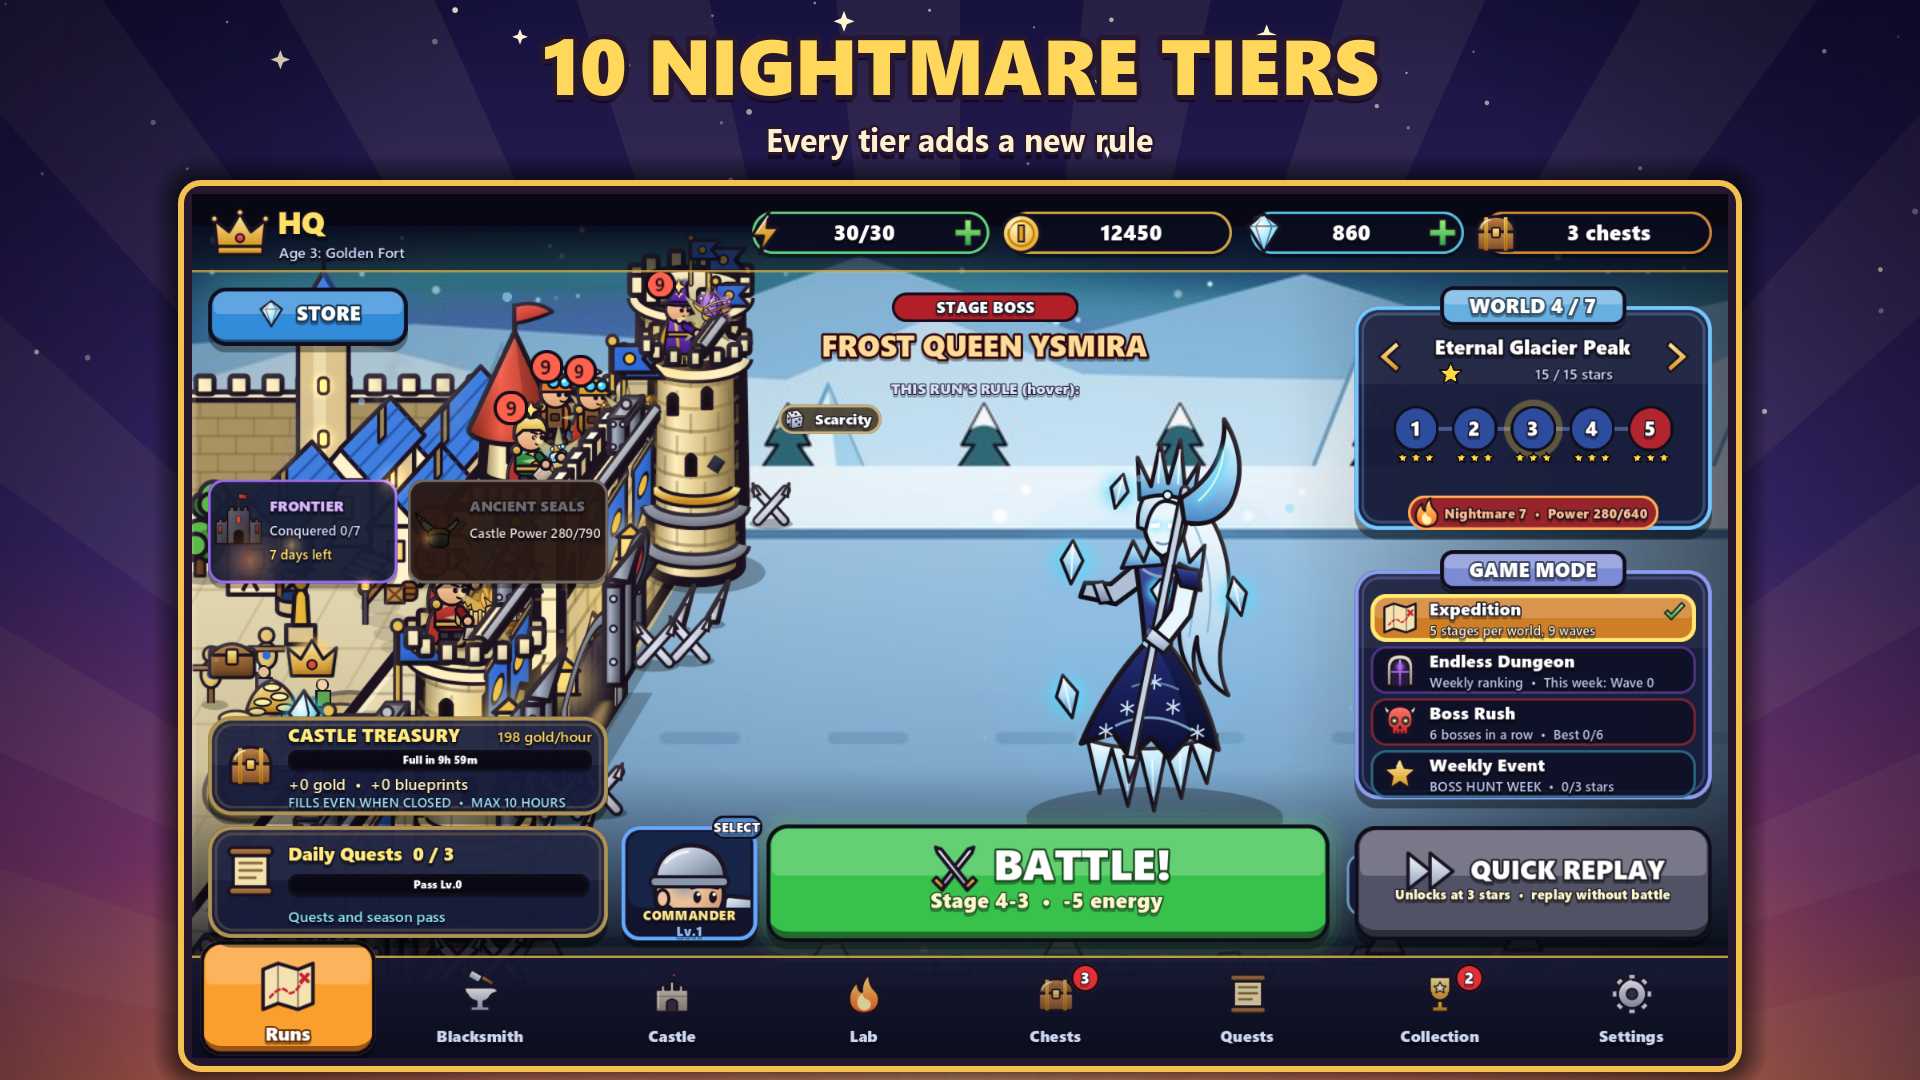 10 NIGHTMARE TIERS
Every tier adds a new rule
HQ
Age 3: Golden Fort
30/30
12450
860
3 chests
STORE
9
9
9
9
STAGE BOSS
FROST QUEEN YSMIRA
THIS RUN'S RULE (hover):
Scarcity
WORLD 4 / 7
Eternal Glacier Peak
15 / 15 stars
1 2 3 4 5
Nightmare 7 • Power 280/640
FRONTIER
Conquered 0/7
7 days left
ANCIENT SEALS
Castle Power 280/790
GAME MODE
Expedition
5 stages per world, 9 waves
Endless Dungeon
Weekly ranking • This week: Wave 0
Boss Rush
6 bosses in a row • Best 0/6
Weekly Event
BOSS HUNT WEEK • 0/3 stars
CASTLE TREASURY
198 gold/hour
Full in 9h 59m
+0 gold • +0 blueprints
FILLS EVEN WHEN CLOSED • MAX 10 HOURS
Daily Quests 0 / 3
Pass Lv.0
Quests and season pass
SELECT
COMMANDER
Lv.1
BATTLE!
Stage 4-3 • -5 energy
QUICK REPLAY
Unlocks at 3 stars • replay without battle
Runs
Blacksmith
Castle
Lab
3
Chests
Quests
2
Collection
Settings